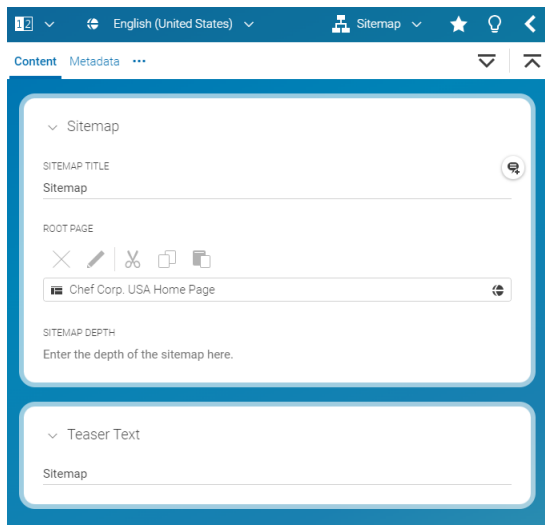 12 English (United States) Sitemap
Content Metadata ...
Sitemap
SITEMAP TITLE
Sitemap
ROOT PAGE
Chef Corp. USA Home Page
SITEMAP DEPTH
Enter the depth of the sitemap here.
Teaser Text
Sitemap